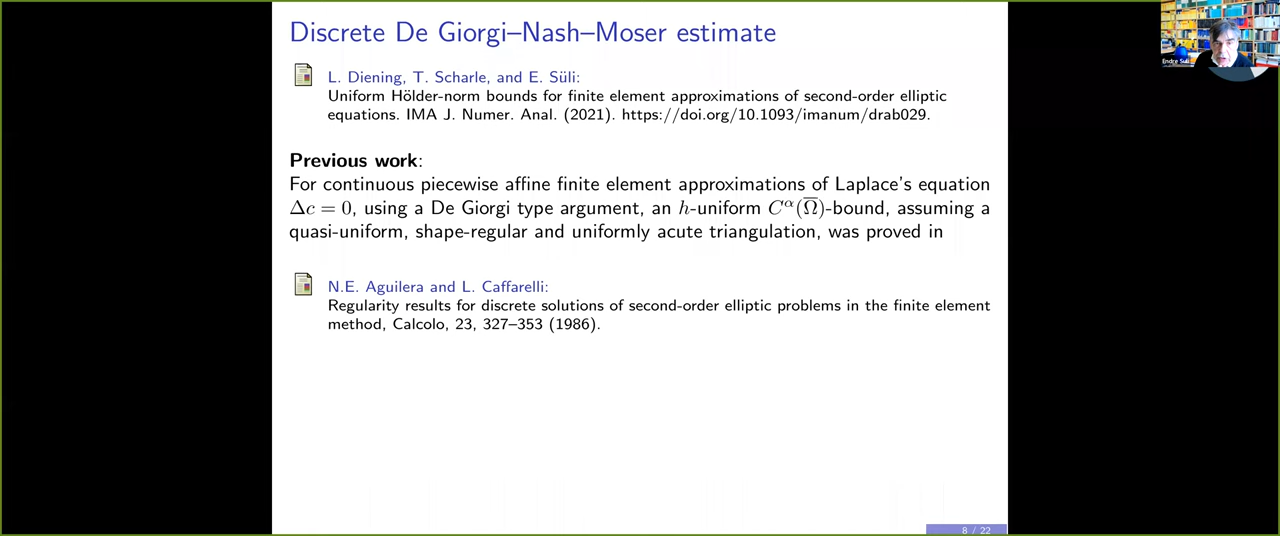 Discrete De Giorgi–Nash–Moser estimate
L. Diening, T. Scharle, and E. Süli:
Uniform Hölder-norm bounds for finite element approximations of second-order elliptic
equations. IMA J. Numer. Anal. (2021). https://doi.org/10.1093/imanum/drab029.
Previous work:
For continuous piecewise affine finite element approximations of Laplace's equation
Δc = 0, using a De Giorgi type argument, an h-uniform C^α(Ω̅)-bound, assuming a
quasi-uniform, shape-regular and uniformly acute triangulation, was proved in
N.E. Aguilera and L. Caffarelli:
Regularity results for discrete solutions of second-order elliptic problems in the finite element
method, Calcolo, 23, 327–353 (1986).
8 / 22
Endre Süli